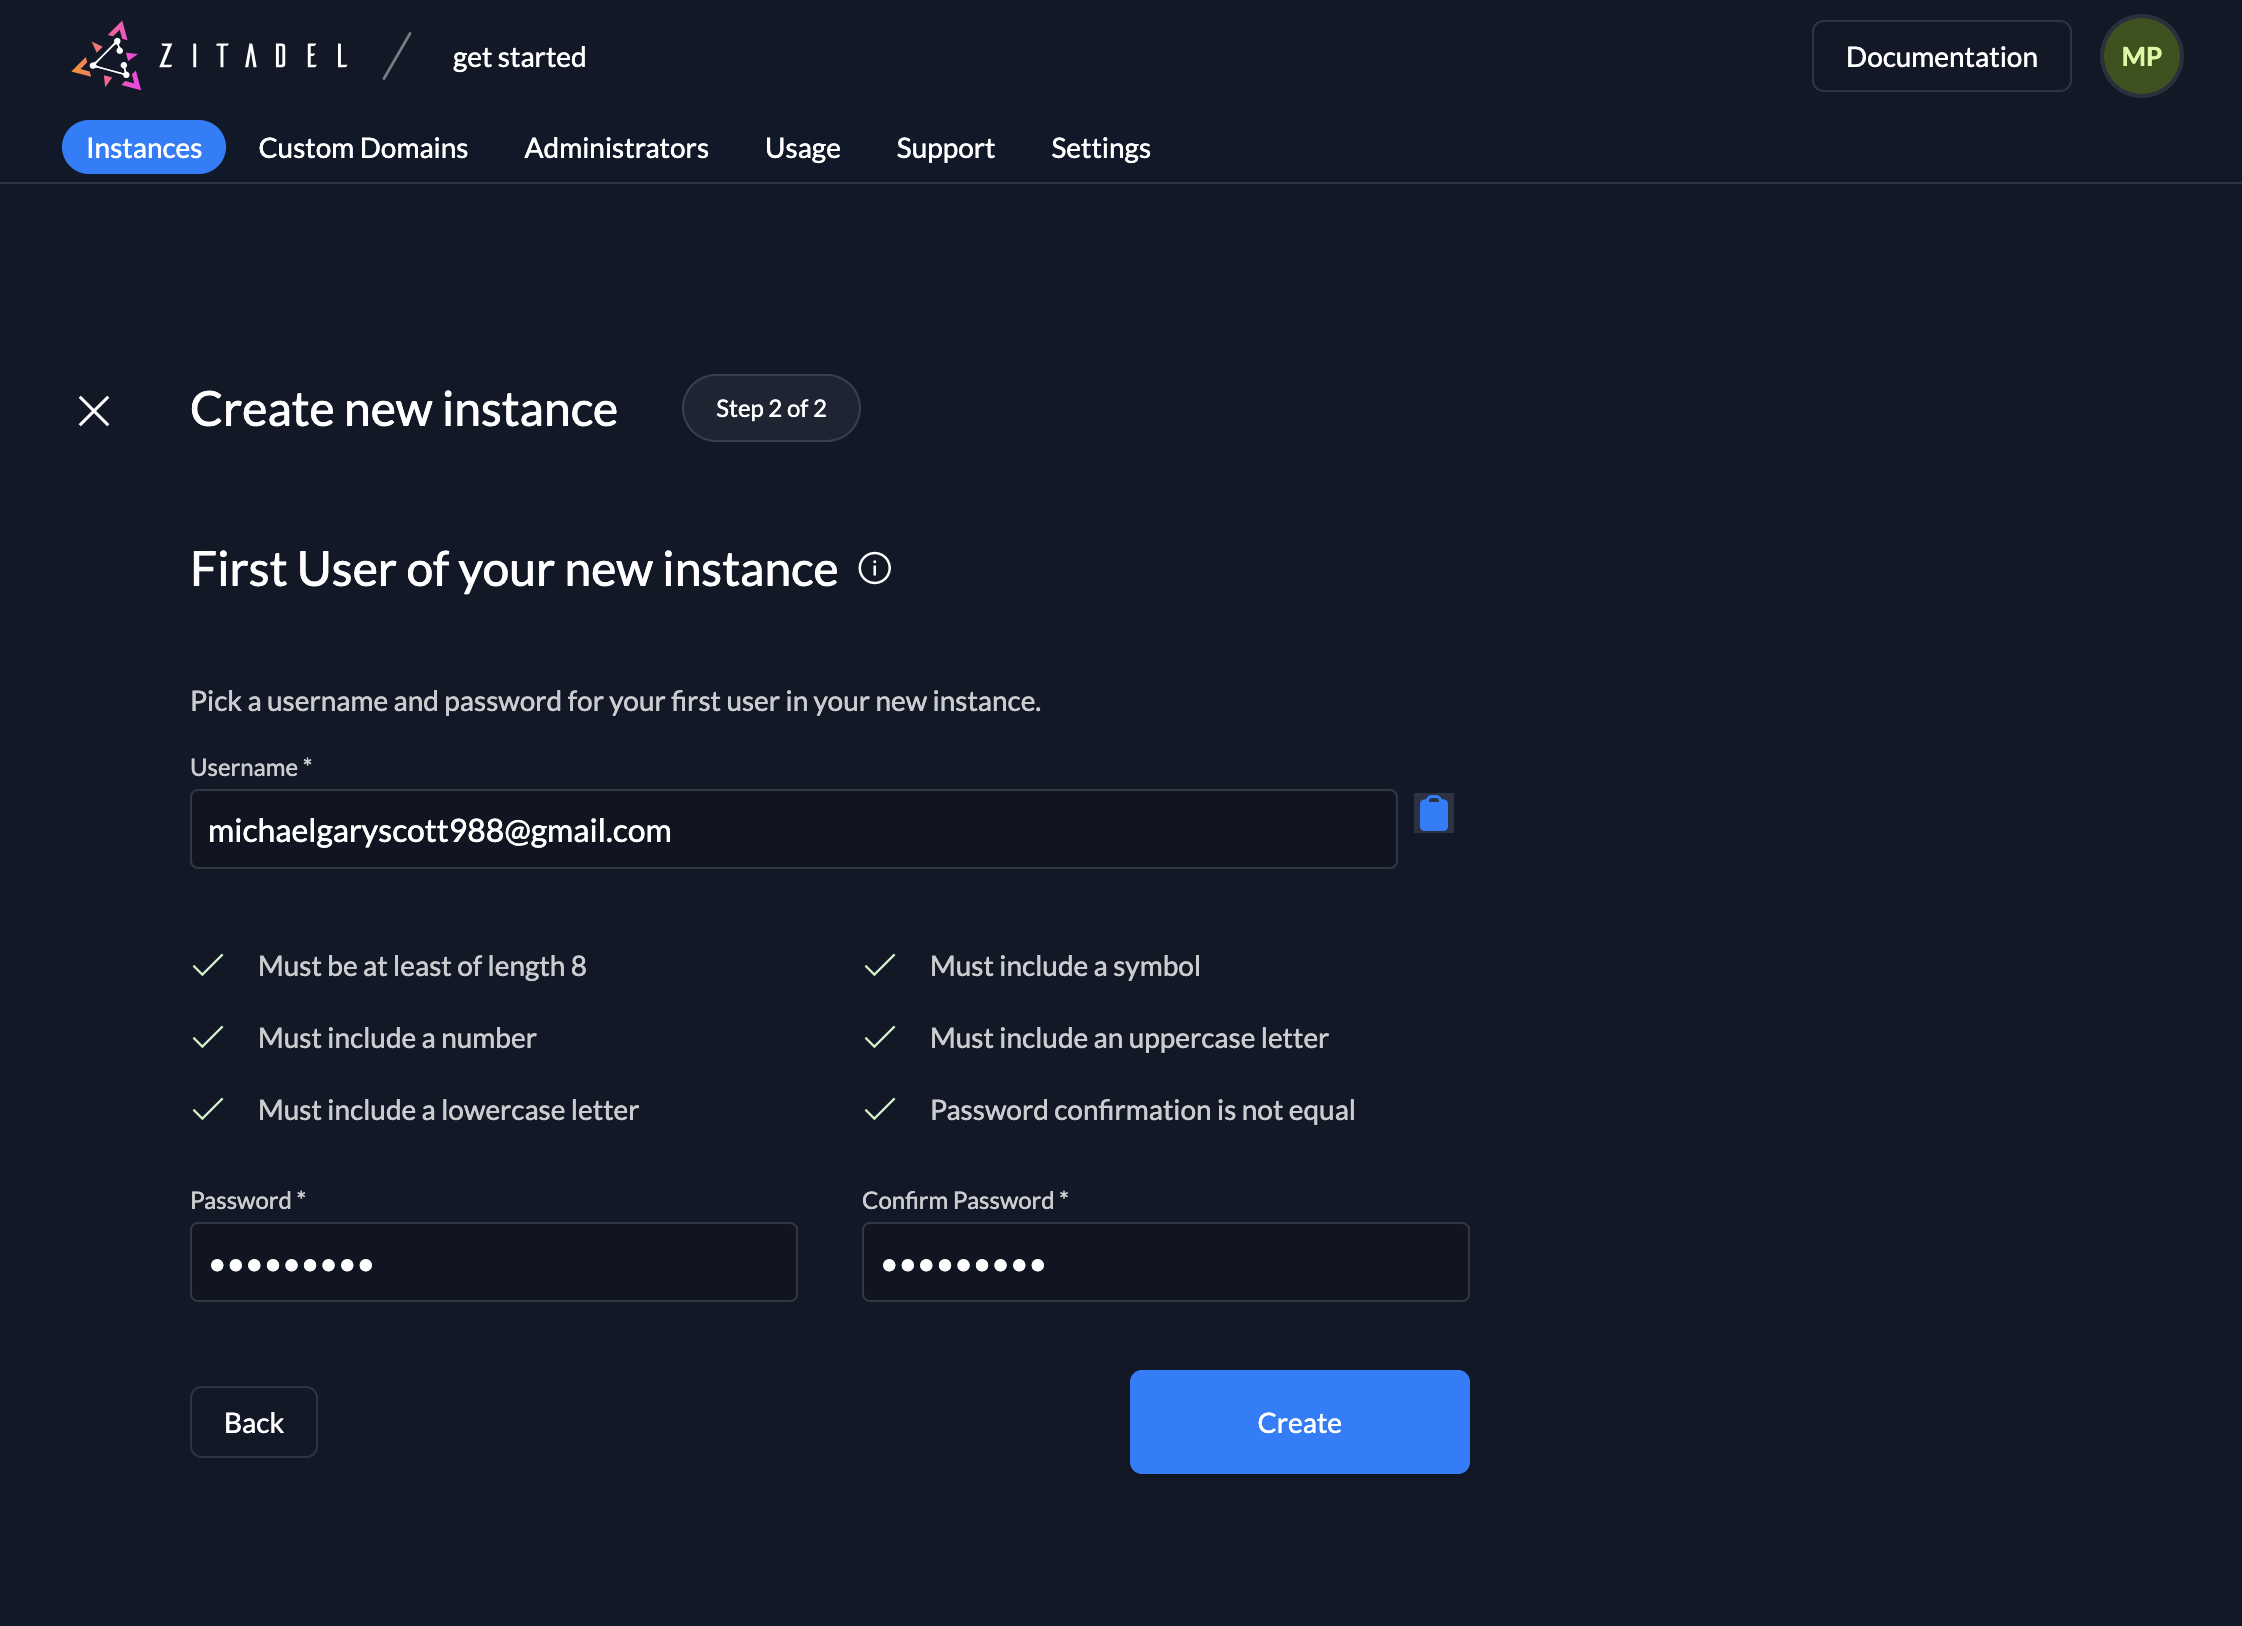 ZITADEL get started Documentation MP
Instances Custom Domains Administrators Usage Support Settings
Create new instance Step 2 of 2
First User of your new instance
Pick a username and password for your first user in your new instance.
Username *
michaelgaryscott988@gmail.com
Must be at least of length 8 Must include a symbol
Must include a number Must include an uppercase letter
Must include a lowercase letter Password confirmation is not equal
Password * Confirm Password *
••••••••• •••••••••
Back Create